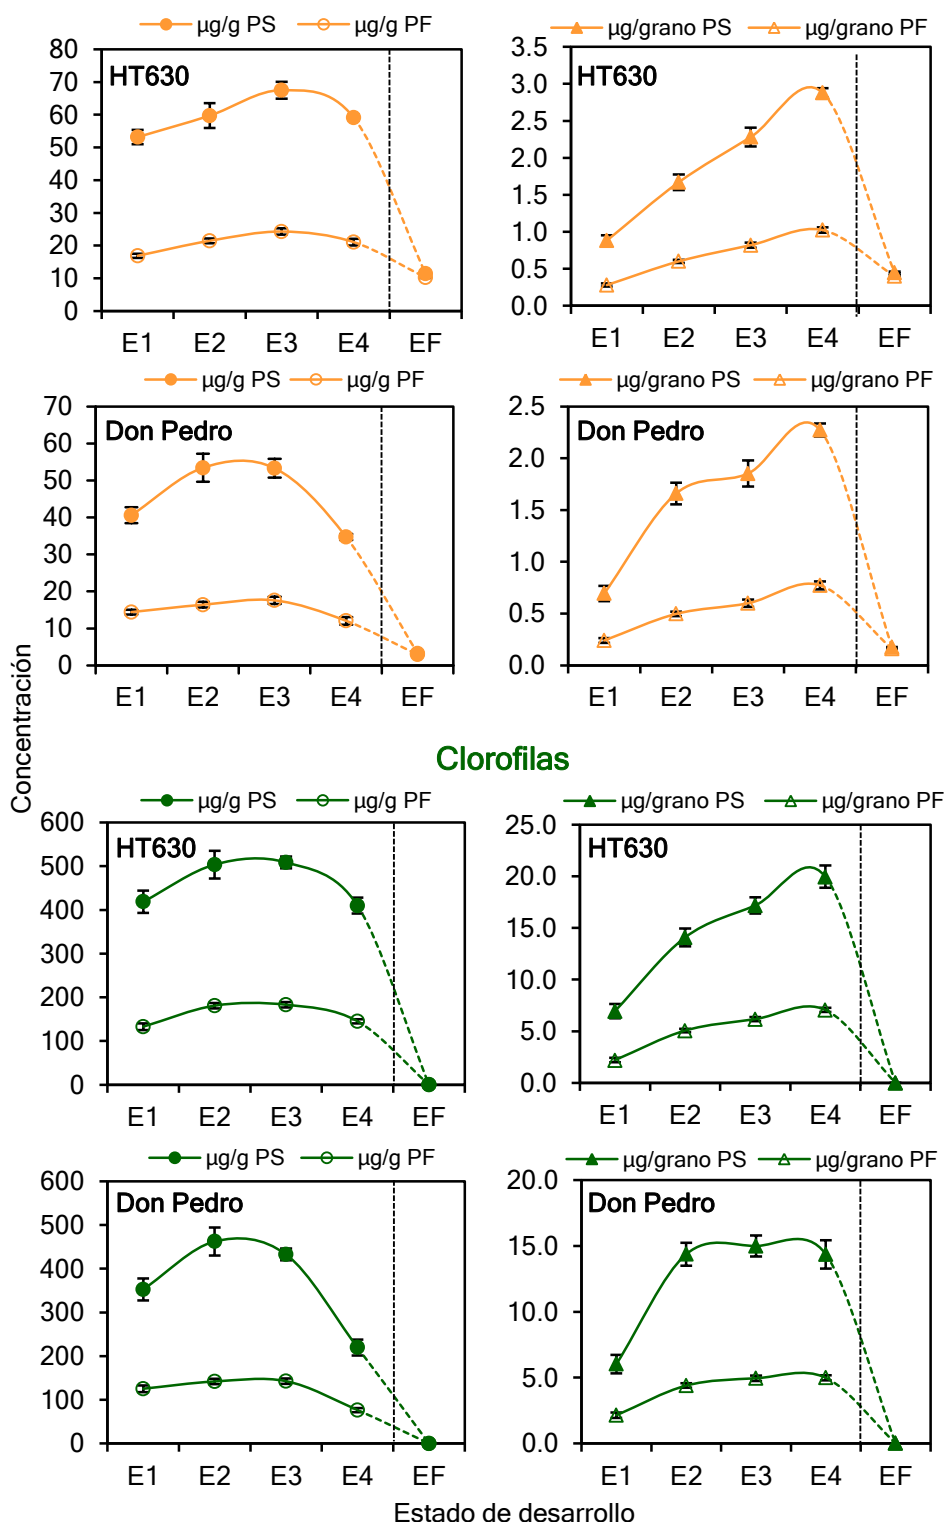 µg/g PS µg/g PF
80
70
60
50
40
30
20
10
0
HT630
E1 E2 E3 E4 EF
µg/grano PS µg/grano PF
3.5
3.0
2.5
2.0
1.5
1.0
0.5
0.0
HT630
E1 E2 E3 E4 EF
µg/g PS µg/g PF
70
60
50
40
30
20
10
0
Don Pedro
E1 E2 E3 E4 EF
µg/grano PS µg/grano PF
2.5
2.0
1.5
1.0
0.5
0.0
Don Pedro
E1 E2 E3 E4 EF
Concentración
Clorofilas
µg/g PS µg/g PF
600
500
400
300
200
100
0
HT630
E1 E2 E3 E4 EF
µg/grano PS µg/grano PF
25.0
20.0
15.0
10.0
5.0
0.0
HT630
E1 E2 E3 E4 EF
µg/g PS µg/g PF
600
500
400
300
200
100
0
Don Pedro
E1 E2 E3 E4 EF
µg/grano PS µg/grano PF
20.0
15.0
10.0
5.0
0.0
Don Pedro
E1 E2 E3 E4 EF
Estado de desarrollo